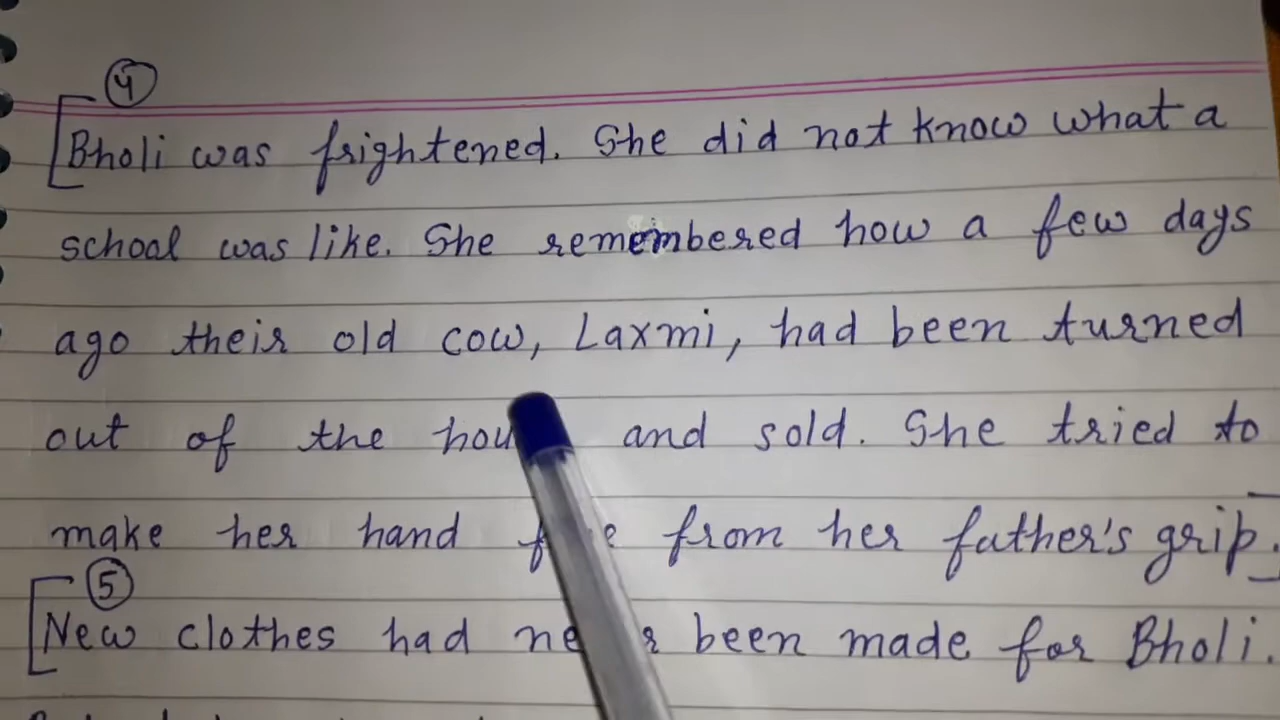 4
Bholi was frightened. She did not know what a
school was like. She remembered how a few days
ago their old cow, Laxmi, had been turned
out of the hou and sold. She tried to
make her hand from her father's grip.
5
New clothes had been made for Bholi.